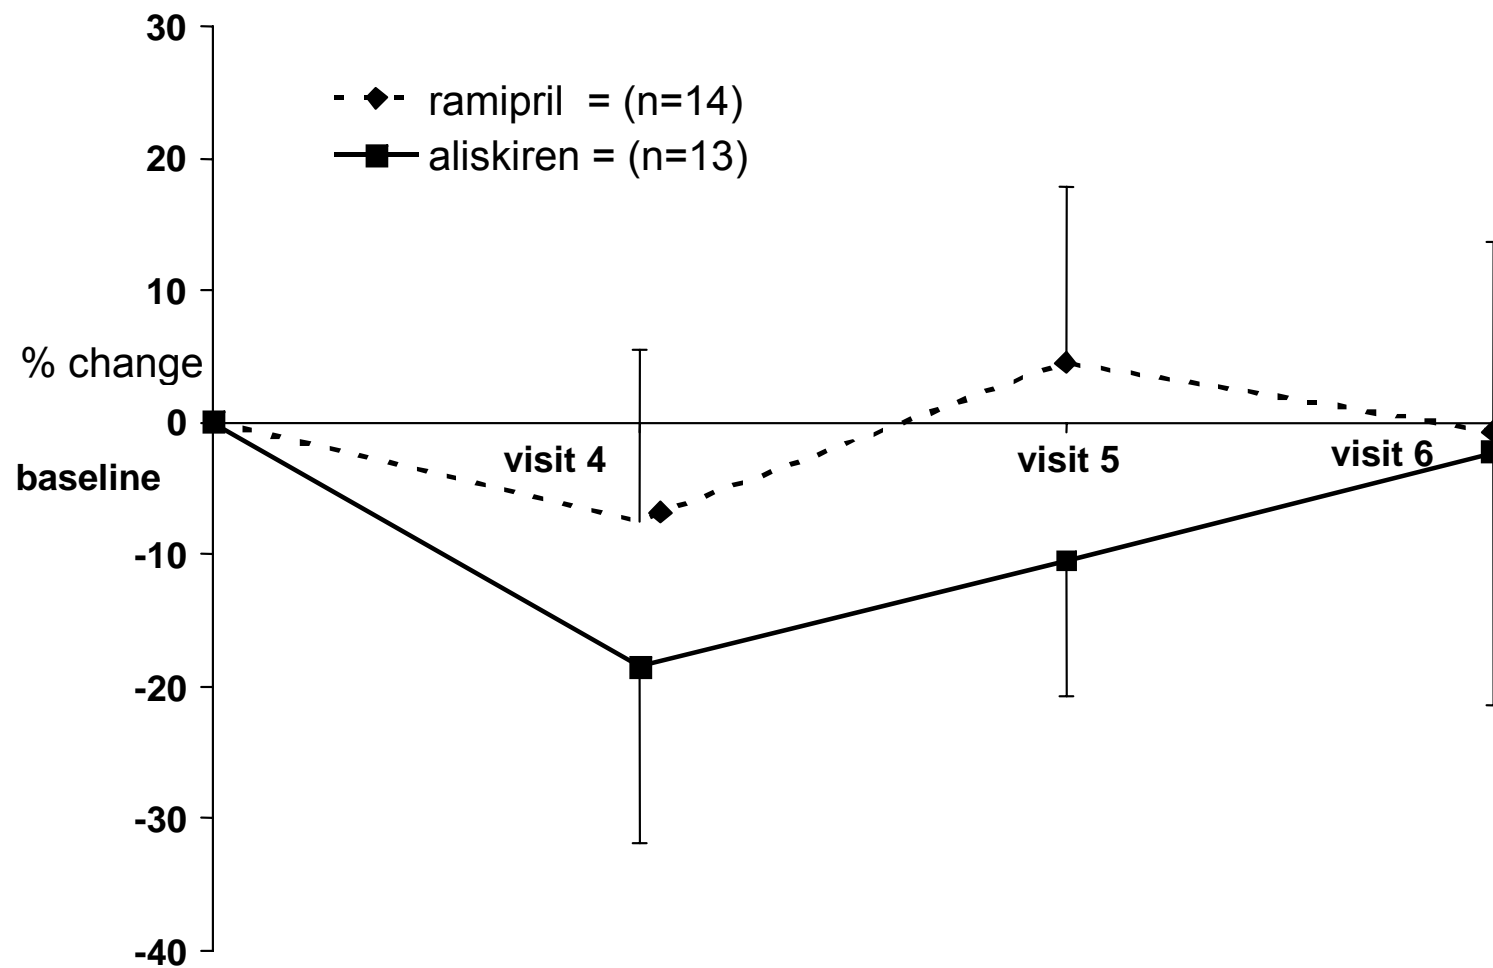 30
ramipril = (n=14)
20
aliskiren = (n=13)
10
% change
0
visit 4
visit 5
visit 6
baseline
-10
-20
-30
-40